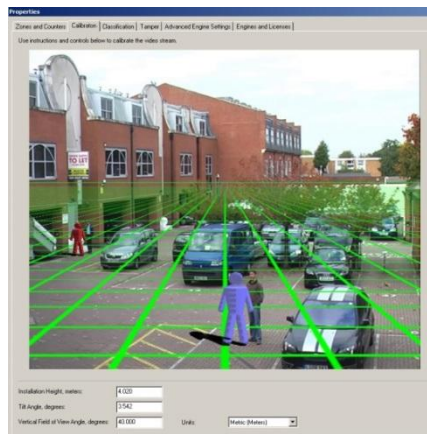 Properties
Zones and Counters Calibration Classification Tamper Advanced Engine Settings Engines and Licenses
Use instructions and controls below to calibrate the video stream.
TO LET
Installation Height, meters: 4.020
Tilt Angle, degrees: 3.542
Vertical Field of View Angle, degrees: 40.000 Units Metric (Meters)